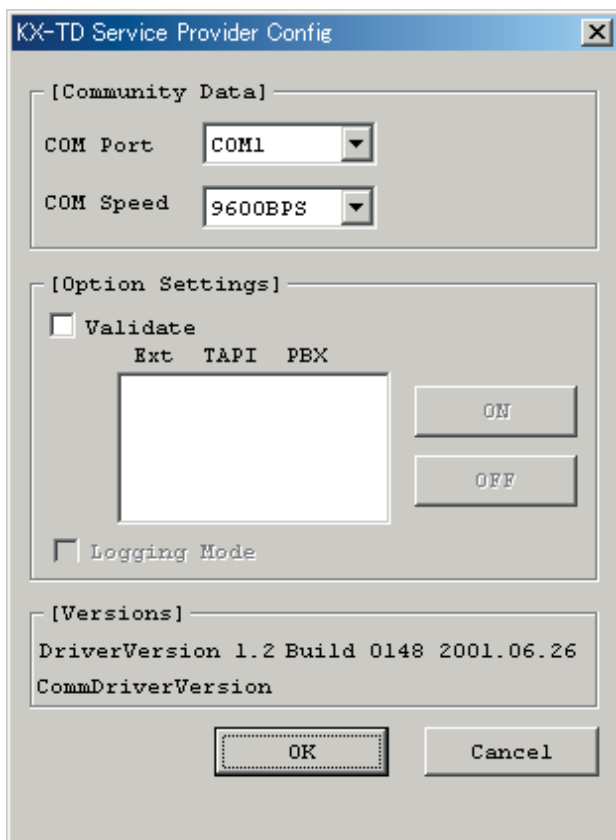 KX-TD Service Provider Config
[Community Data]
COM Port COM1
COM Speed 9600BPS
[Option Settings]
Validate
Ext TAPI PBX
ON
OFF
Logging Mode
[Versions]
DriverVersion 1.2 Build 0148 2001.06.26
CommDriverVersion
OK Cancel